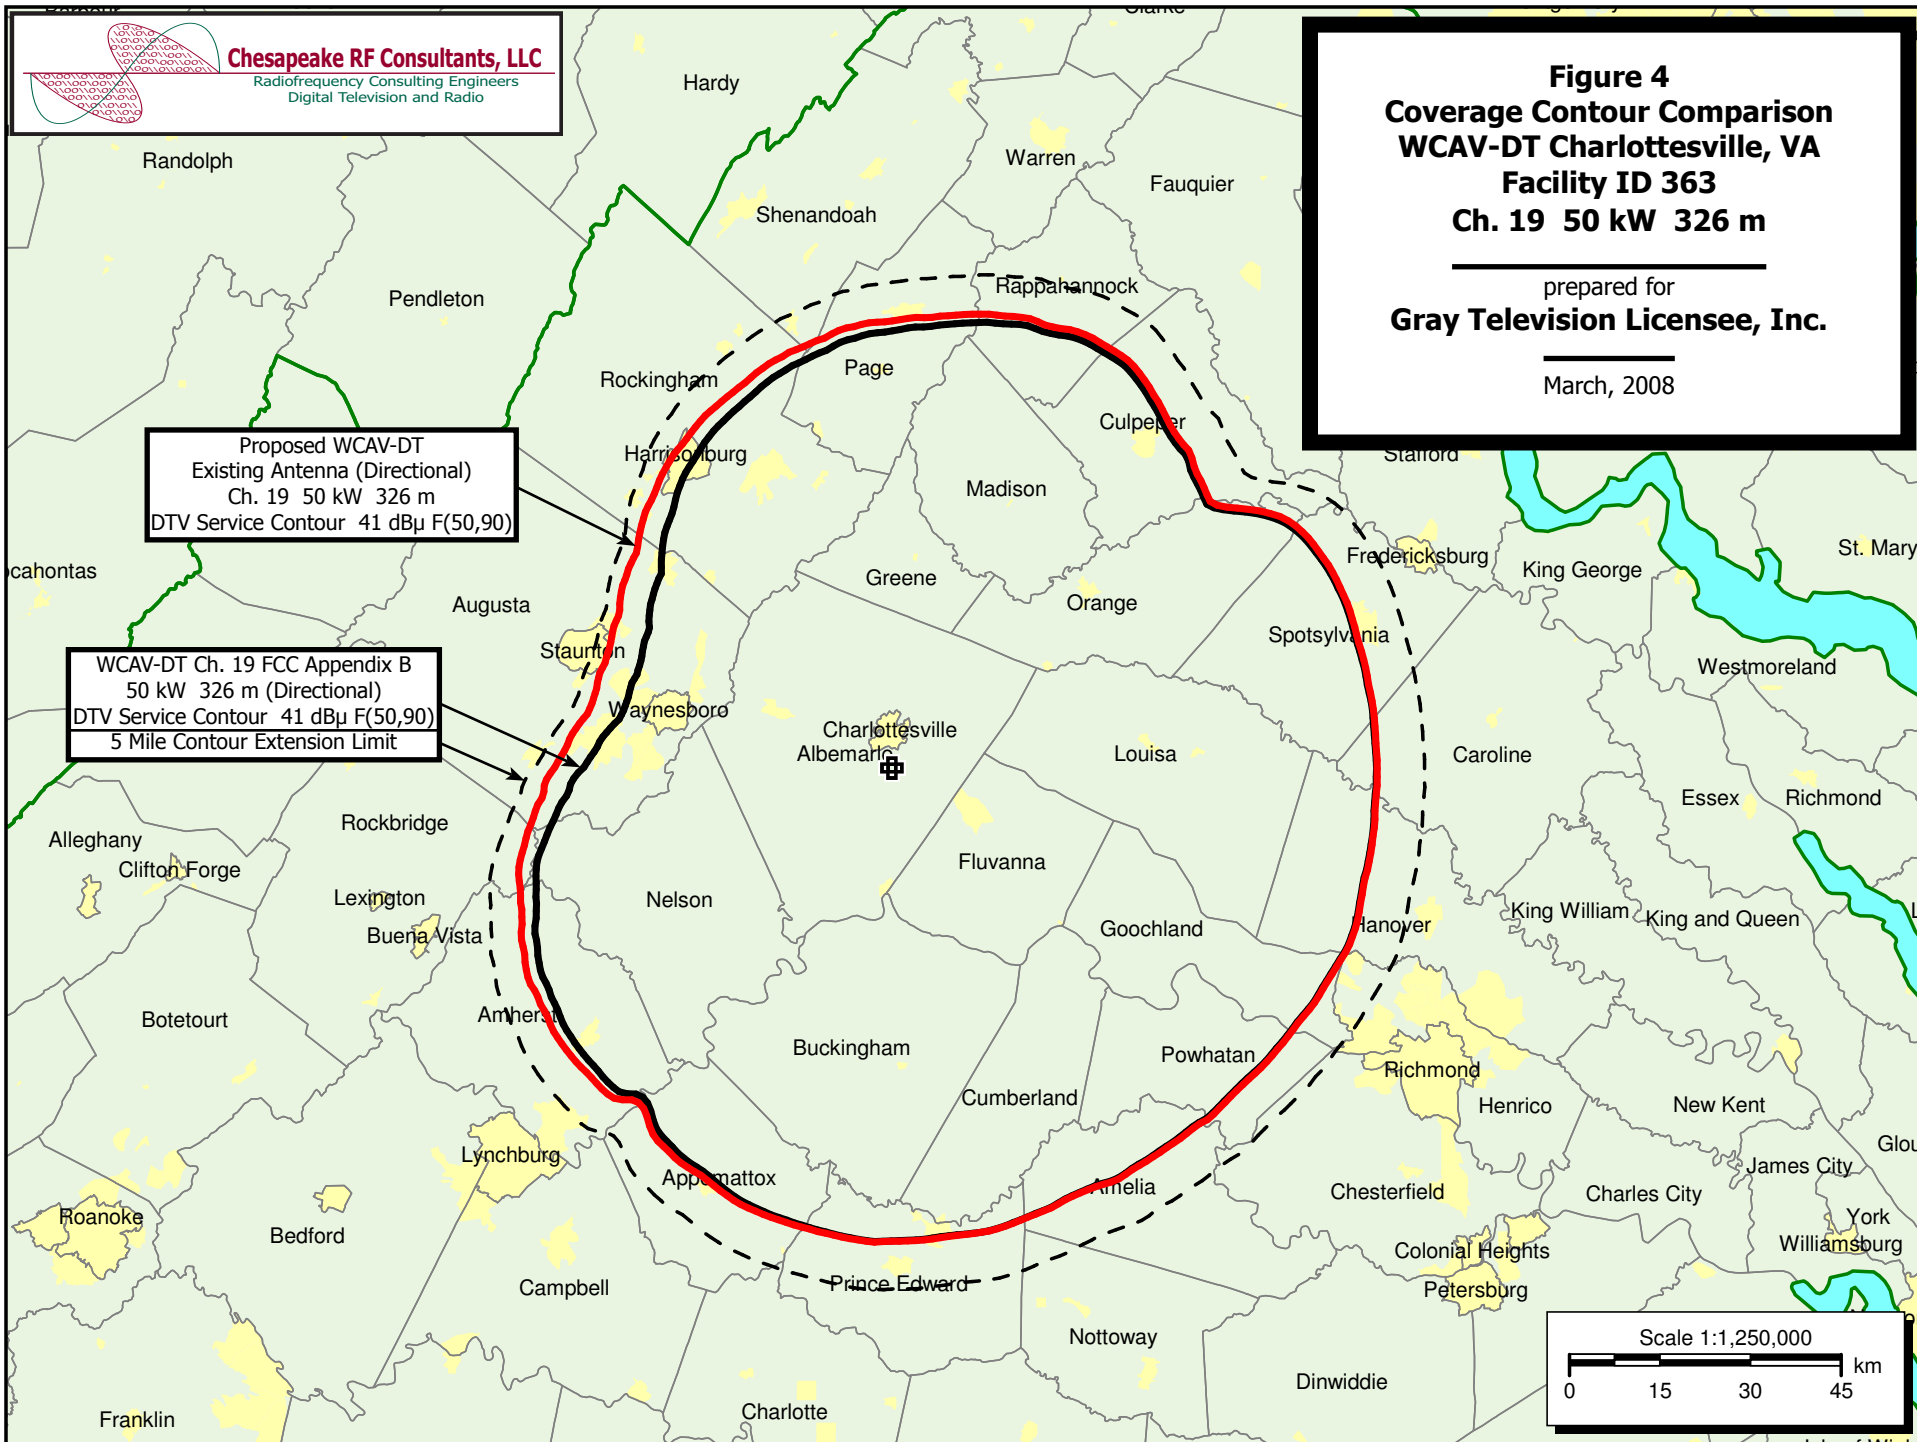 Chesapeake RF Consultants, LLC
Radiofrequency Consulting Engineers
Digital Television and Radio
Figure 4
Coverage Contour Comparison
WCAV-DT Charlottesville, VA
Facility ID 363
Ch. 19 50 kW 326 m
prepared for
Gray Television Licensee, Inc.
March, 2008
Hardy
Randolph
Warren
Fauquier
Shenandoah
Pendleton
Rappahannock
Page
Rockingham
Culpeper
Stafford
Harrisonburg
Proposed WCAV-DT
Existing Antenna (Directional)
Ch. 19 50 kW 326 m
DTV Service Contour 41 dBµ F(50,90)
Madison
Fredericksburg
St. Mary
King George
ocahontas
Greene
Augusta
Orange
Spotsylvania
Staunton
Westmoreland
WCAV-DT Ch. 19 FCC Appendix B
50 kW 326 m (Directional)
DTV Service Contour 41 dBµ F(50,90)
5 Mile Contour Extension Limit
Waynesboro
Charlottesville
Albemarle
Louisa
Caroline
Essex
Richmond
Rockbridge
Alleghany
Clifton Forge
Fluvanna
Lexington
Nelson
King William
King and Queen
Hanover
Goochland
Buena Vista
Amherst
Botetourt
Buckingham
Powhatan
Richmond
Cumberland
Henrico
New Kent
Glou
Lynchburg
James City
Appomattox
Amelia
Chesterfield
Charles City
Roanoke
York
Bedford
Williamsburg
Colonial Heights
Campbell
Prince Edward
Petersburg
Nottoway
Scale 1:1,250,000
km
0 15 30 45
Dinwiddie
Charlotte
Franklin